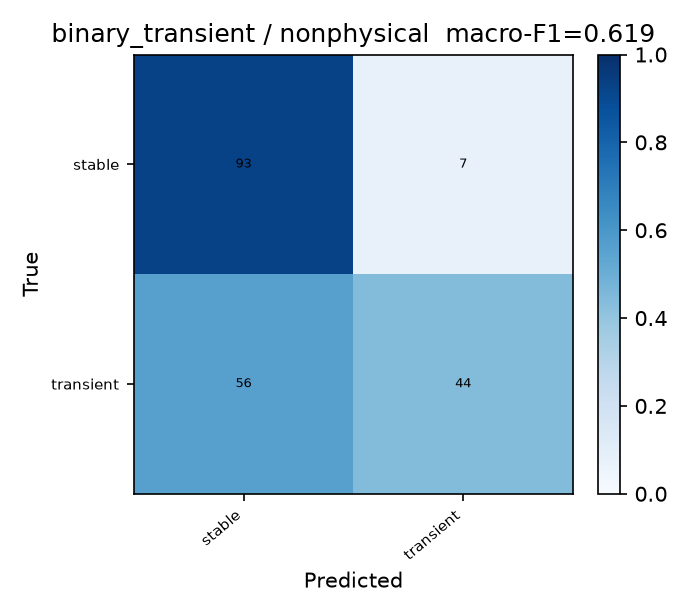 binary_transient / nonphysical  macro-F1=0.619
True
stable
transient
93
7
56
44
stable
transient
Predicted
1.0
0.8
0.6
0.4
0.2
0.0